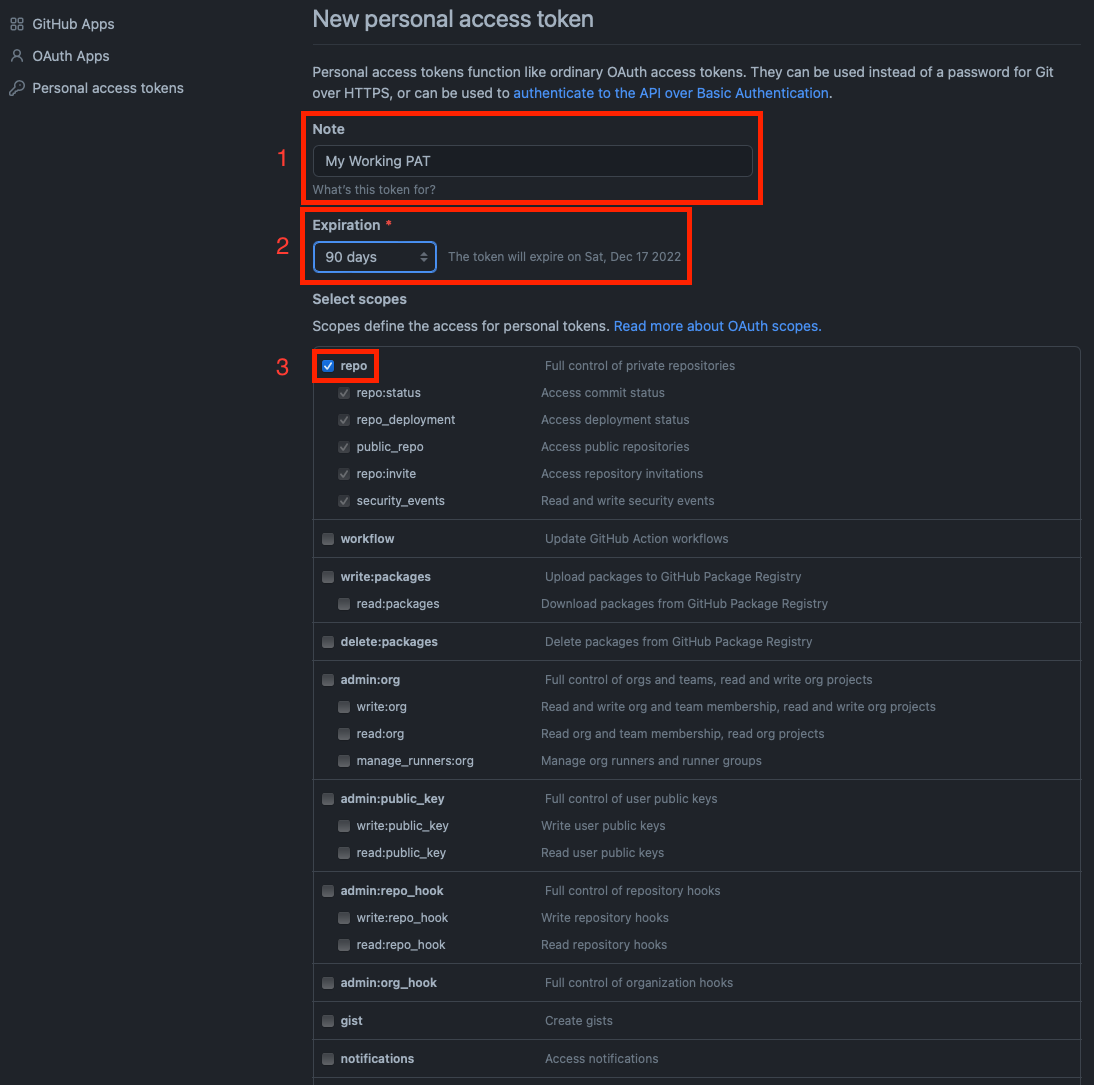 GitHub Apps
OAuth Apps
Personal access tokens
New personal access token
Personal access tokens function like ordinary OAuth access tokens. They can be used instead of a password for Git
over HTTPS, or can be used to authenticate to the API over Basic Authentication.
1
Note
My Working PAT
What's this token for?
2
Expiration *
90 days The token will expire on Sat, Dec 17 2022
Select scopes
Scopes define the access for personal tokens. Read more about OAuth scopes.
3
repo Full control of private repositories
repo:status Access commit status
repo_deployment Access deployment status
public_repo Access public repositories
repo:invite Access repository invitations
security_events Read and write security events
workflow Update GitHub Action workflows
write:packages Upload packages to GitHub Package Registry
read:packages Download packages from GitHub Package Registry
delete:packages Delete packages from GitHub Package Registry
admin:org Full control of orgs and teams, read and write org projects
write:org Read and write org and team membership, read and write org projects
read:org Read org and team membership, read org projects
manage_runners:org Manage org runners and runner groups
admin:public_key Full control of user public keys
write:public_key Write user public keys
read:public_key Read user public keys
admin:repo_hook Full control of repository hooks
write:repo_hook Write repository hooks
read:repo_hook Read repository hooks
admin:org_hook Full control of organization hooks
gist Create gists
notifications Access notifications